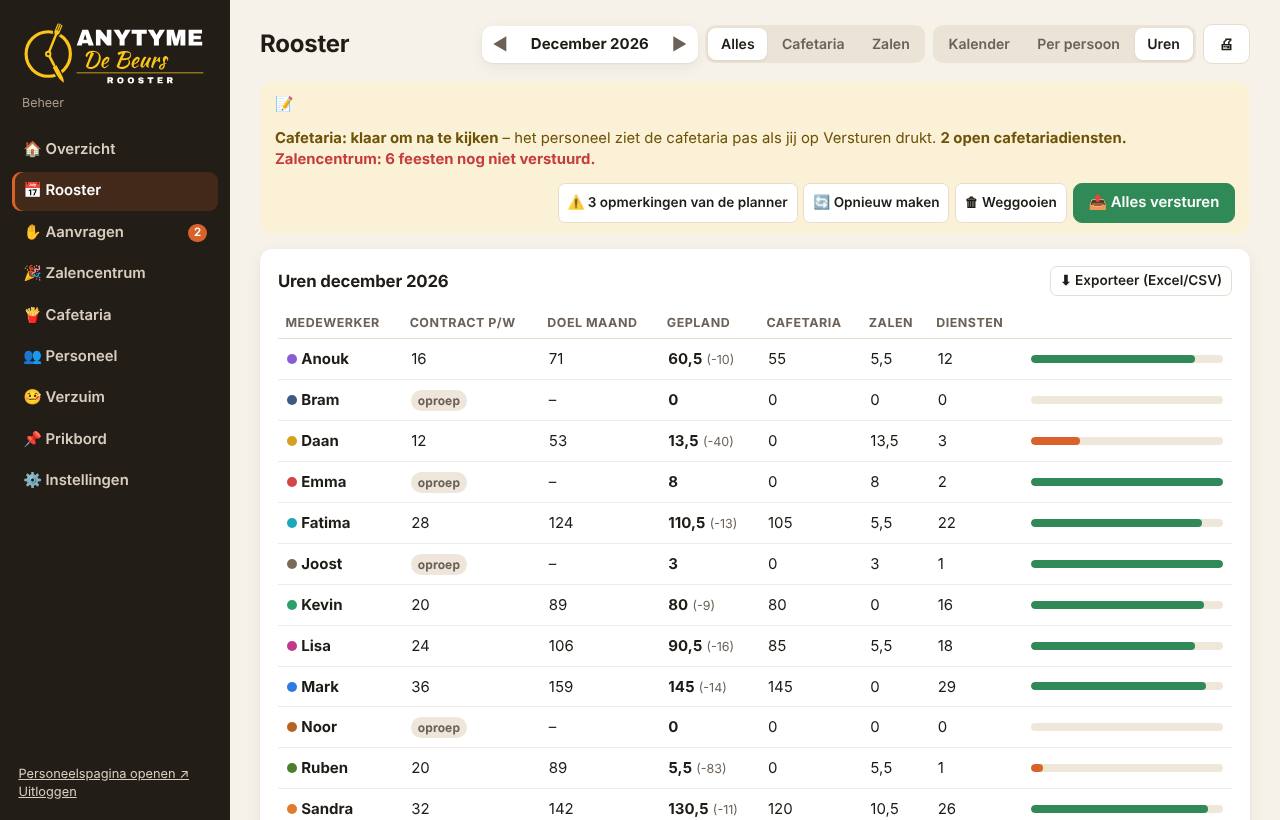 ANYTYME
De Beurs
ROOSTER
Beheer
Overzicht
Rooster
Aanvragen 2
Zalencentrum
Cafetaria
Personeel
Verzuim
Prikbord
Instellingen
Personeelspagina openen ↗
Uitloggen
Rooster
◀ December 2026 ▶
Alles Cafetaria Zalen
Kalender Per persoon Uren
Cafetaria: klaar om na te kijken – het personeel ziet de cafetaria pas als jij op Versturen drukt. 2 open cafetariadiensten.
Zalencentrum: 6 feesten nog niet verstuurd.
3 opmerkingen van de planner Opnieuw maken Weggooien Alles versturen
Uren december 2026 Exporteer (Excel/CSV)
MEDEWERKER CONTRACT P/W DOEL MAAND GEPLAND CAFETARIA ZALEN DIENSTEN
Anouk 16 71 60,5 (-10) 55 5,5 12
Bram oproep – 0 0 0 0
Daan 12 53 13,5 (-40) 0 13,5 3
Emma oproep – 8 0 8 2
Fatima 28 124 110,5 (-13) 105 5,5 22
Joost oproep – 3 0 3 1
Kevin 20 89 80 (-9) 80 0 16
Lisa 24 106 90,5 (-16) 85 5,5 18
Mark 36 159 145 (-14) 145 0 29
Noor oproep – 0 0 0 0
Ruben 20 89 5,5 (-83) 0 5,5 1
Sandra 32 142 130,5 (-11) 120 10,5 26